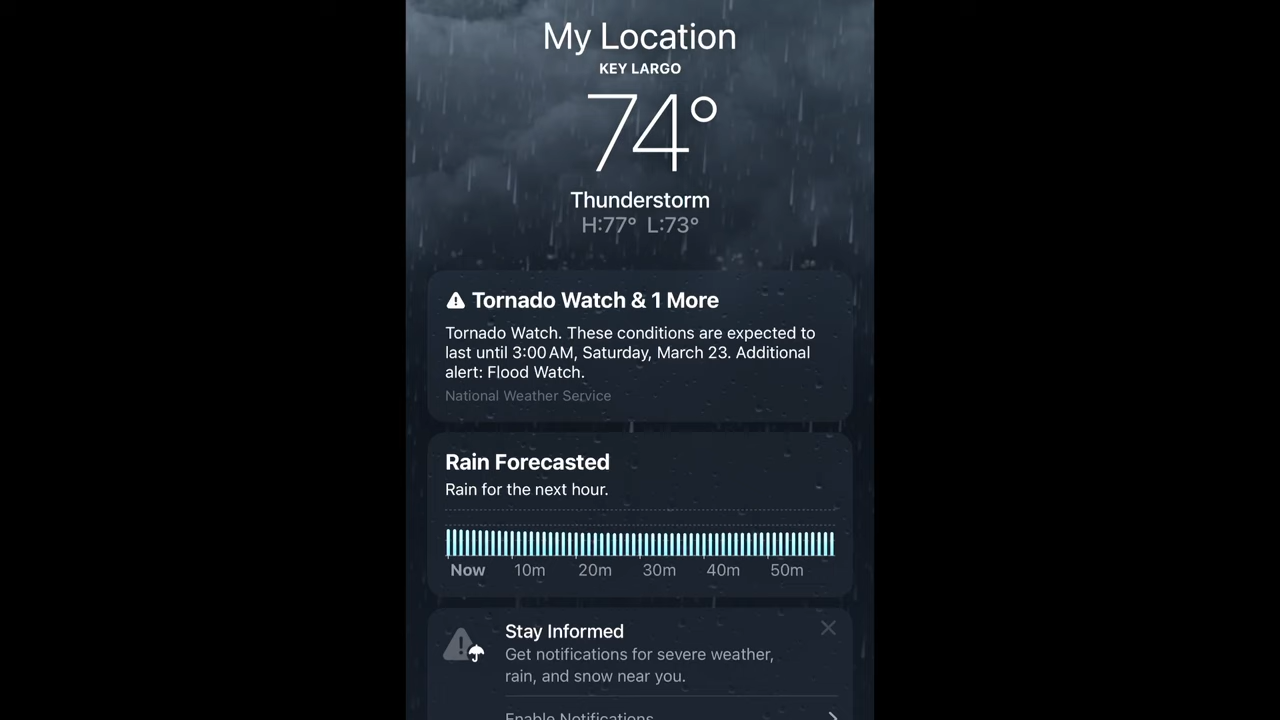 My Location
KEY LARGO
74°
Thunderstorm
H:77° L:73°
Tornado Watch & 1 More
Tornado Watch. These conditions are expected to
last until 3:00 AM, Saturday, March 23. Additional
alert: Flood Watch.
National Weather Service
Rain Forecasted
Rain for the next hour.
Now 10m 20m 30m 40m 50m
Stay Informed
Get notifications for severe weather,
rain, and snow near you.
Enable Notifications